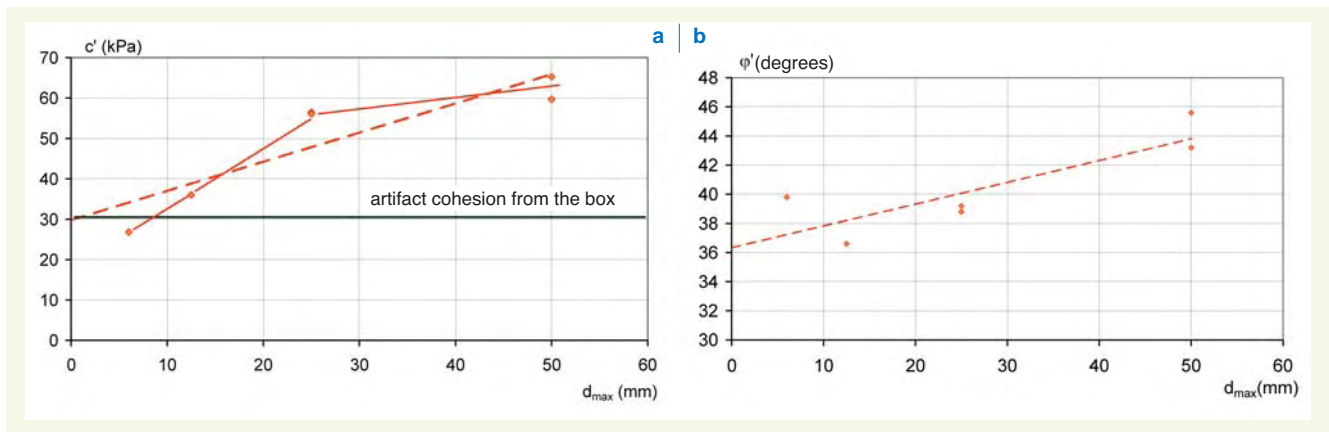 a b
c' (kPa)
70
60
50
40
30
20
10
0
artifact cohesion from the box
0 10 20 30 40 50 60
d_max (mm)
φ'(degrees)
48
46
44
42
40
38
36
34
32
30
0 10 20 30 40 50 60
d_max(mm)